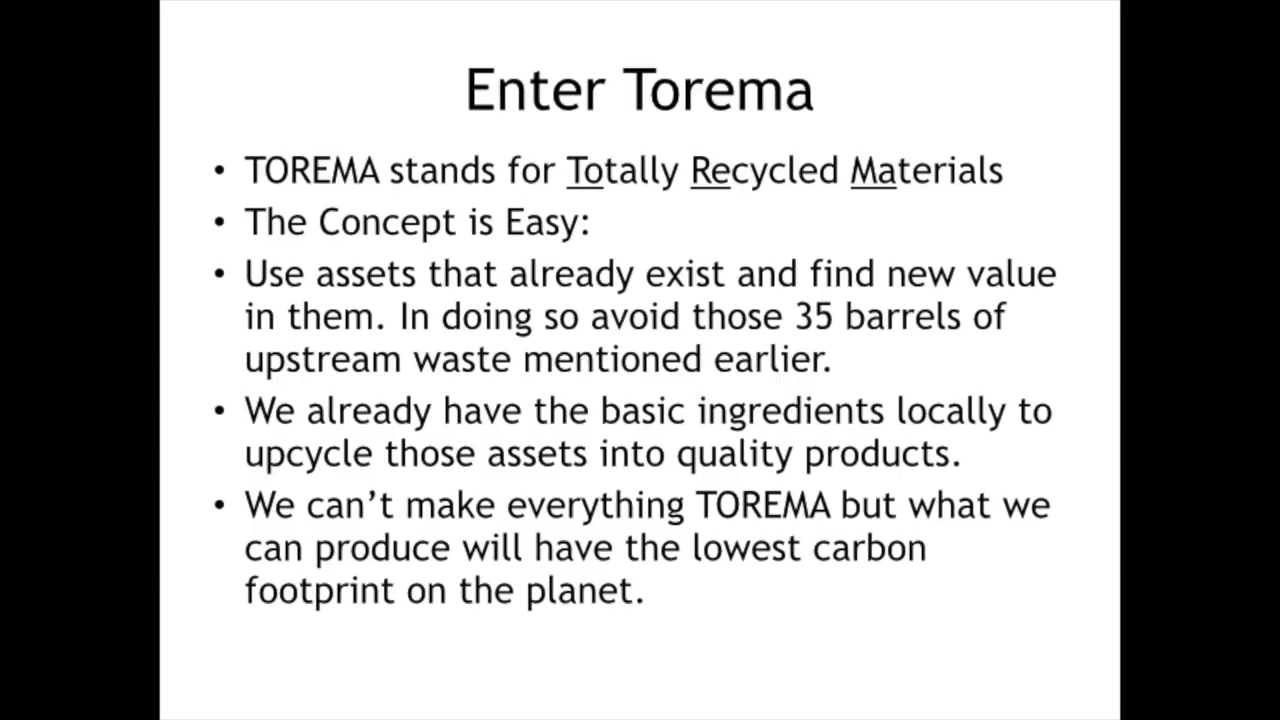 Enter Torema
• TOREMA stands for Totally Recycled Materials
• The Concept is Easy:
• Use assets that already exist and find new value
in them. In doing so avoid those 35 barrels of
upstream waste mentioned earlier.
• We already have the basic ingredients locally to
upcycle those assets into quality products.
• We can’t make everything TOREMA but what we
can produce will have the lowest carbon
footprint on the planet.